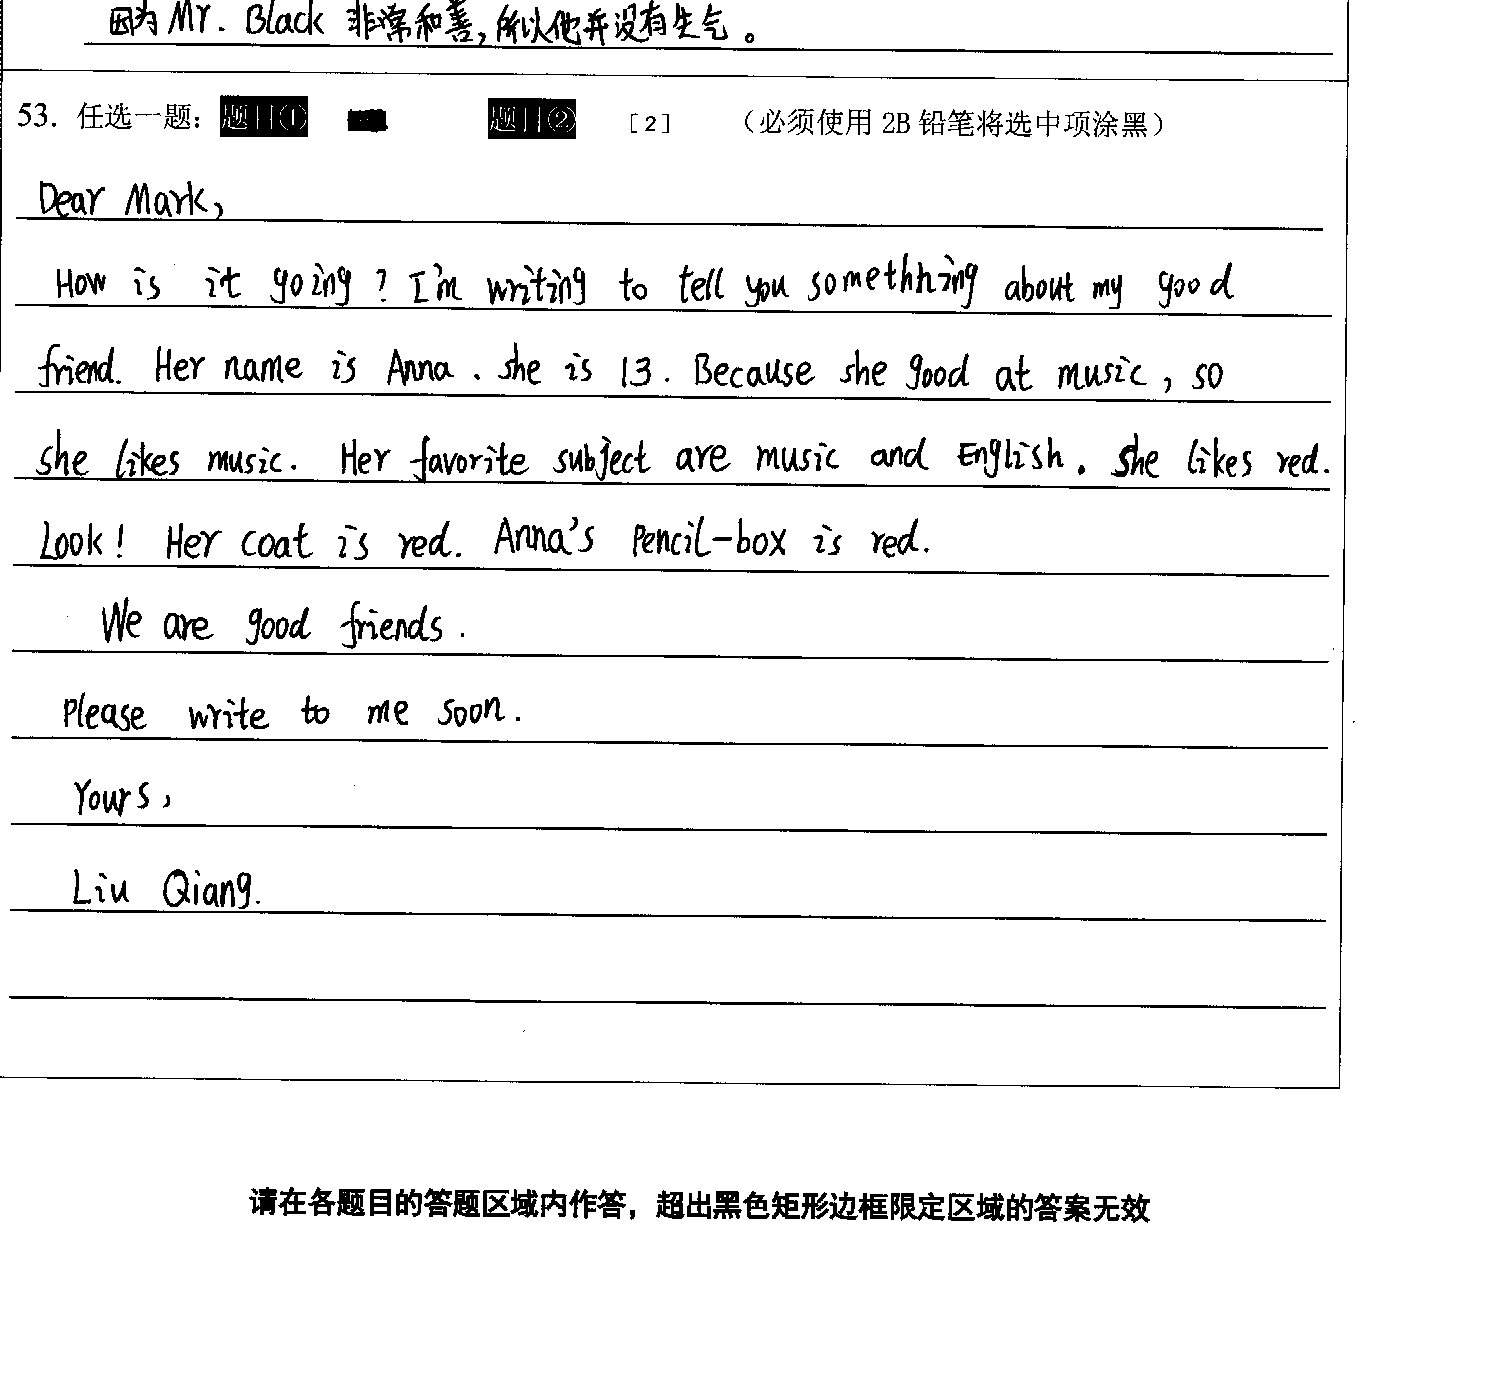 因为Mr. Black 非常和善,所以他并没有生气。
53. 任选一题: 题目① 题目② [2] (必须使用 2B 铅笔将选中项涂黑)
Dear Mark,
How is it going? I'm writing to tell you somethhing about my good
friend. Her name is Anna. she is 13. Because she good at music, so
she likes music. Her favorite subject are music and English. She likes red.
Look! Her coat is red. Anna's pencil-box is red.
We are good friends.
Please write to me soon.
Yours,
Liu Qiang.
请在各题目的答题区域内作答，超出黑色矩形边框限定区域的答案无效